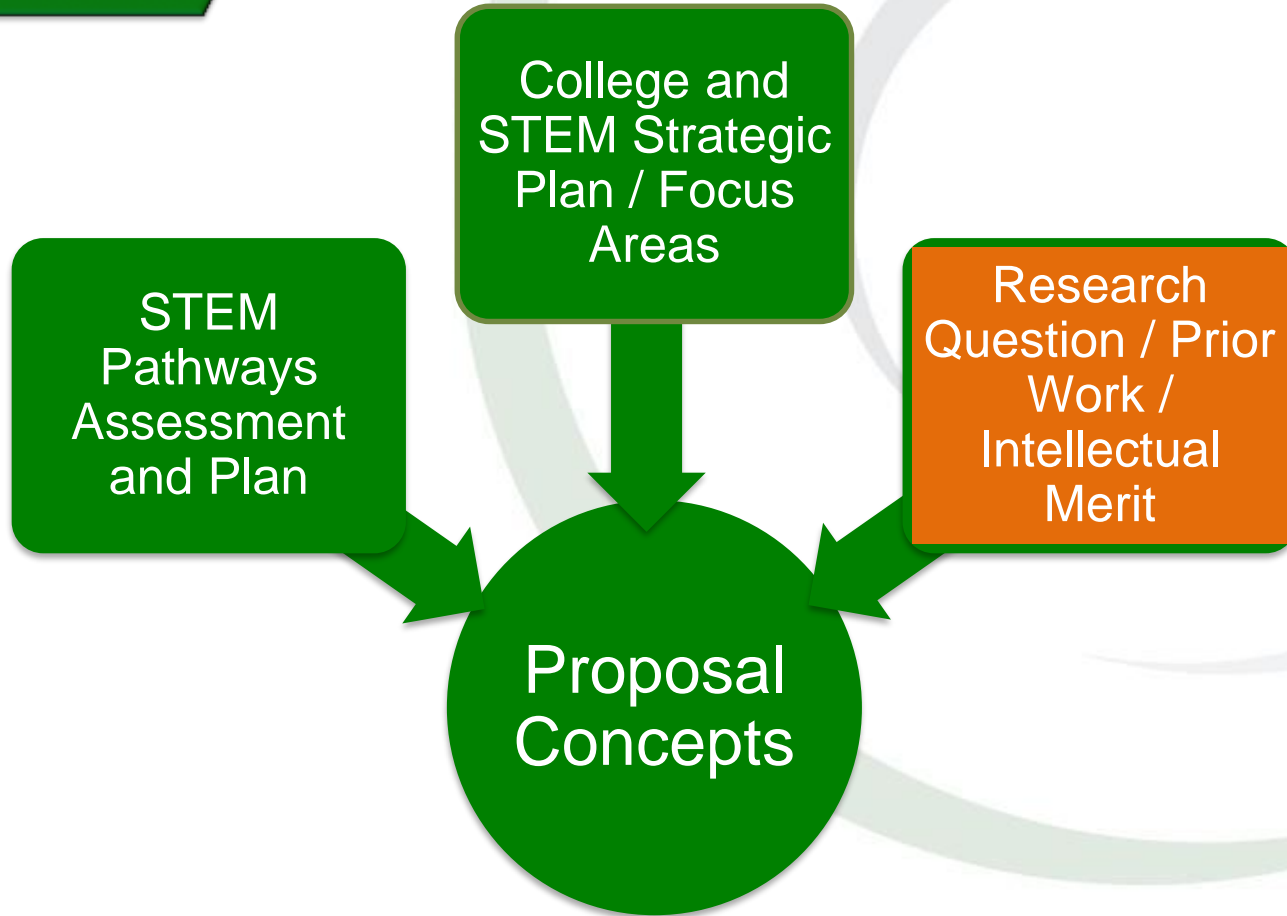 STEM
Pathways
Assessment
and Plan
College and
STEM Strategic
Plan / Focus
Areas
Research
Question / Prior
Work /
Intellectual
Merit
Proposal
Concepts